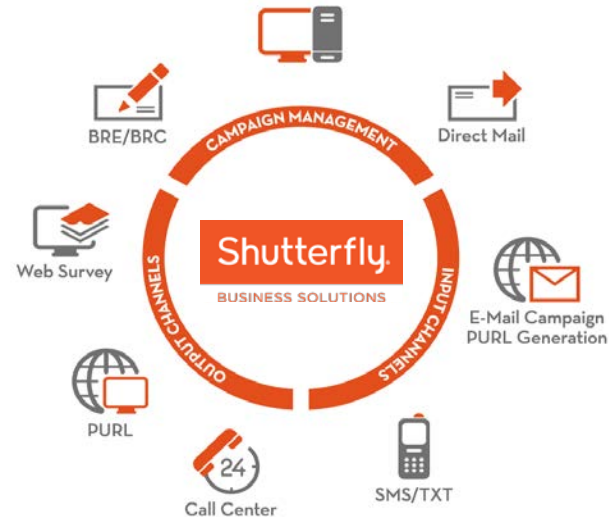 BRE/BRC
CAMPAIGN MANAGEMENT
Direct Mail
Web Survey
OUTPUT CHANNELS
Shutterfly.
BUSINESS SOLUTIONS
INPUT CHANNELS
E-Mail Campaign
PURL Generation
PURL
24
Call Center
SMS/TXT